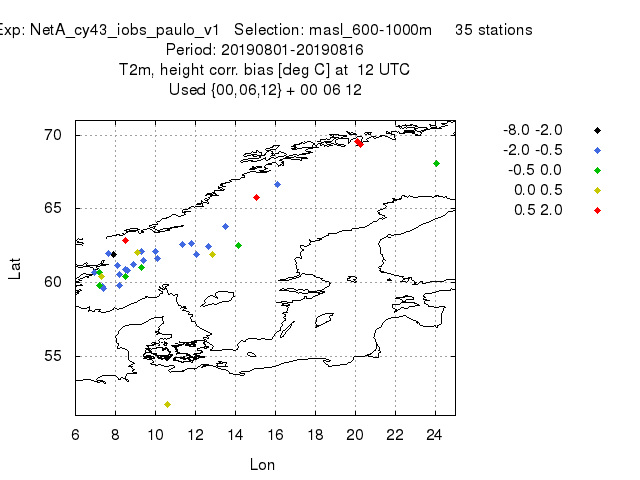 Exp: NetA_cy43_iobs_paulo_v1 Selection: masl_600-1000m 35 stations
Period: 20190801-20190816
T2m, height corr. bias [deg C] at 12 UTC
Used {00,06,12} + 00 06 12
70
65
60
55
Lat
6 8 10 12 14 16 18 20 22 24
Lon
-8.0 -2.0
-2.0 -0.5
-0.5 0.0
0.0 0.5
0.5 2.0